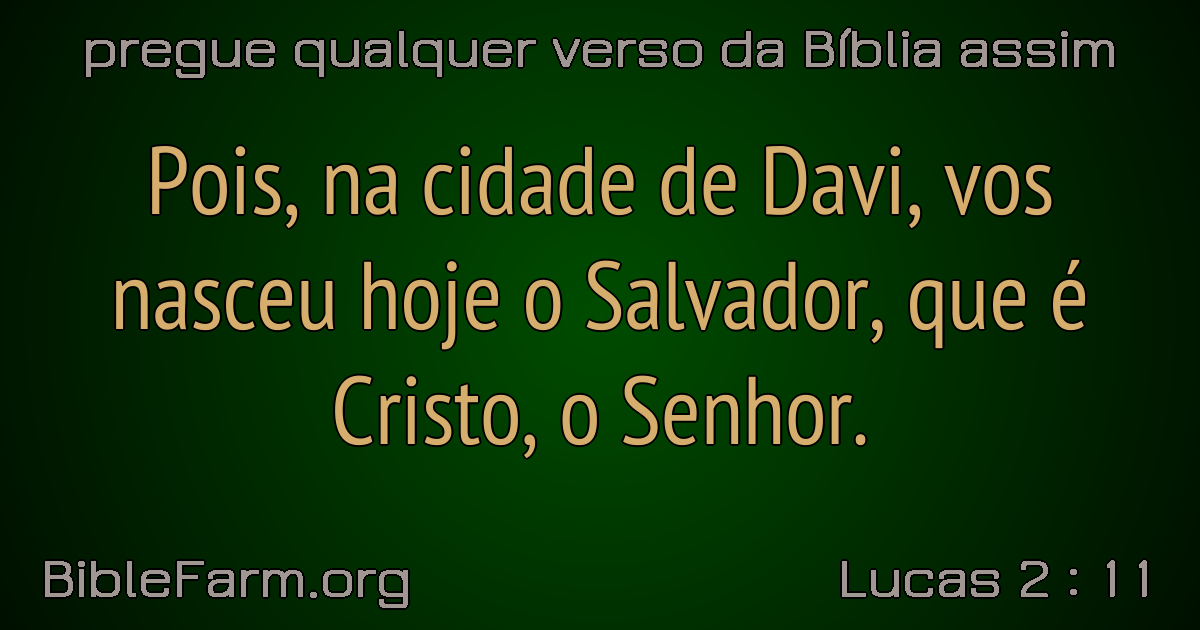 pregue qualquer verso da Bíblia assim
Pois, na cidade de Davi, vos
nasceu hoje o Salvador, que é
Cristo, o Senhor.
BibleFarm.org
Lucas 2 : 11